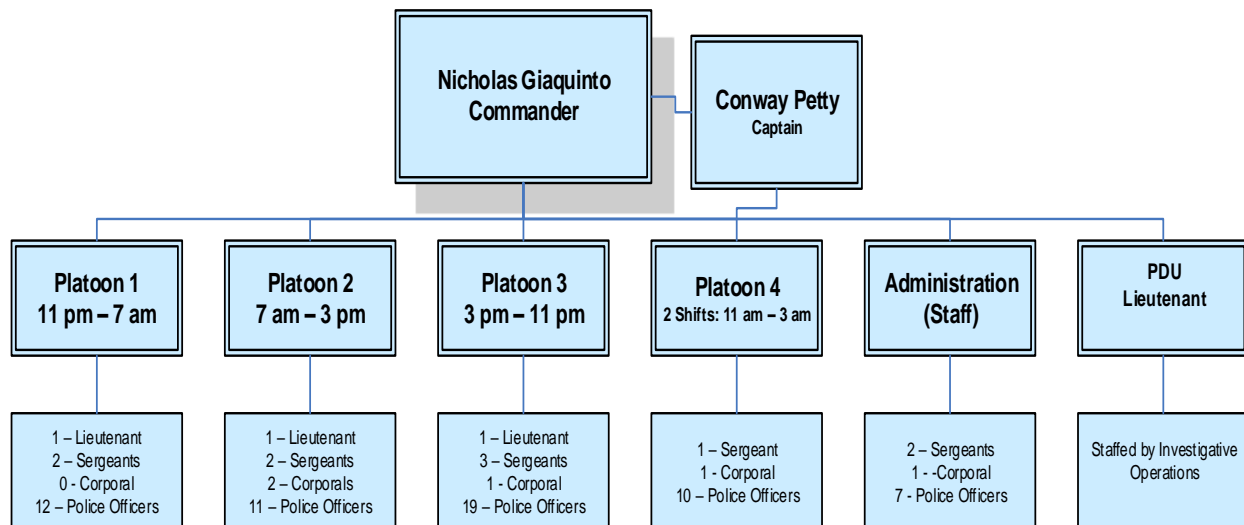 Nicholas Giaquinto
Commander
Conway Petty
Captain
Platoon 1
11 pm – 7 am
Platoon 2
7 am – 3 pm
Platoon 3
3 pm – 11 pm
Platoon 4
2 Shifts: 11 am – 3 am
Administration
(Staff)
PDU
Lieutenant
1 – Lieutenant
2 – Sergeants
0 - Corporal
12 – Police Officers
1 – Lieutenant
2 – Sergeants
2 – Corporals
11 – Police Officers
1 – Lieutenant
3 – Sergeants
1 - Corporal
19 – Police Officers
1 – Sergeant
1 - Corporal
10 – Police Officers
2 – Sergeants
1 - -Corporal
7 - Police Officers
Staffed by Investigative
Operations